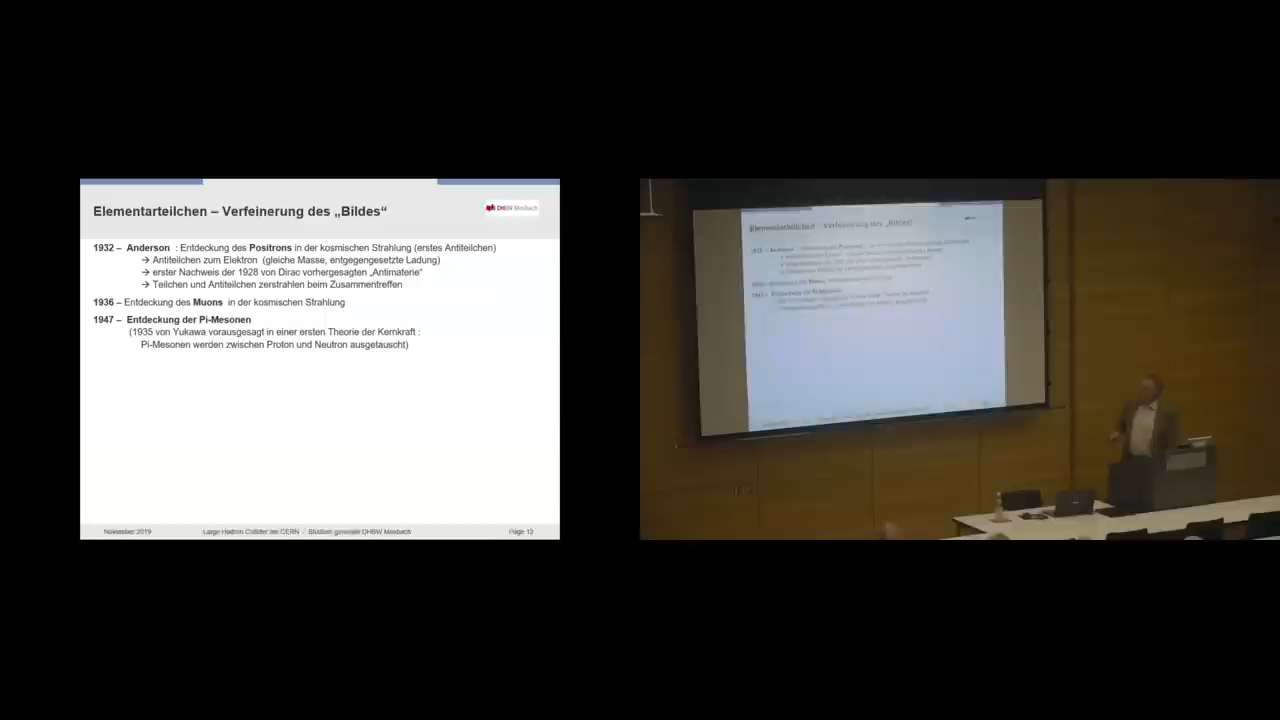 Elementarteilchen – Verfeinerung des „Bildes“
DHBW Mosbach
1932 – Anderson : Entdeckung des Positrons in der kosmischen Strahlung (erstes Antiteilchen)
→ Antiteilchen zum Elektron (gleiche Masse, entgegengesetzte Ladung)
→ erster Nachweis der 1928 von Dirac vorhergesagten „Antimaterie“
→ Teilchen und Antiteilchen zerstrahlen beim Zusammentreffen
1936 – Entdeckung des Muons in der kosmischen Strahlung
1947 – Entdeckung der Pi-Mesonen
(1935 von Yukawa vorausgesagt in einer ersten Theorie der Kernkraft :
Pi-Mesonen werden zwischen Proton und Neutron ausgetauscht)
November 2019
Large Hadron Collider am CERN / Studium generale DHBW Mosbach
Page 12
Elementarteilchen – Verfeinerung des „Bildes“